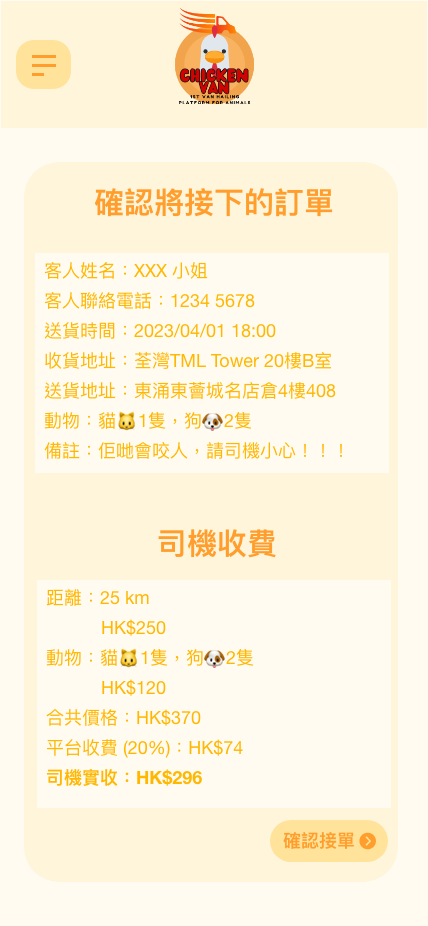 CHICKEN
VAN
1ST VAN HAILING
PLATFORM FOR ANIMALS
確認將接下的訂單
客人姓名：XXX 小姐
客人聯絡電話：1234 5678
送貨時間：2023/04/01 18:00
收貨地址：荃灣TML Tower 20樓B室
送貨地址：東涌東薈城名店倉4樓408
動物：貓🐱1隻，狗🐶2隻
備註：佢哋會咬人，請司機小心！！！
司機收費
距離：25 km
HK$250
動物：貓🐱1隻，狗🐶2隻
HK$120
合共價格：HK$370
平台收費 (20%)：HK$74
司機實收：HK$296
確認接單